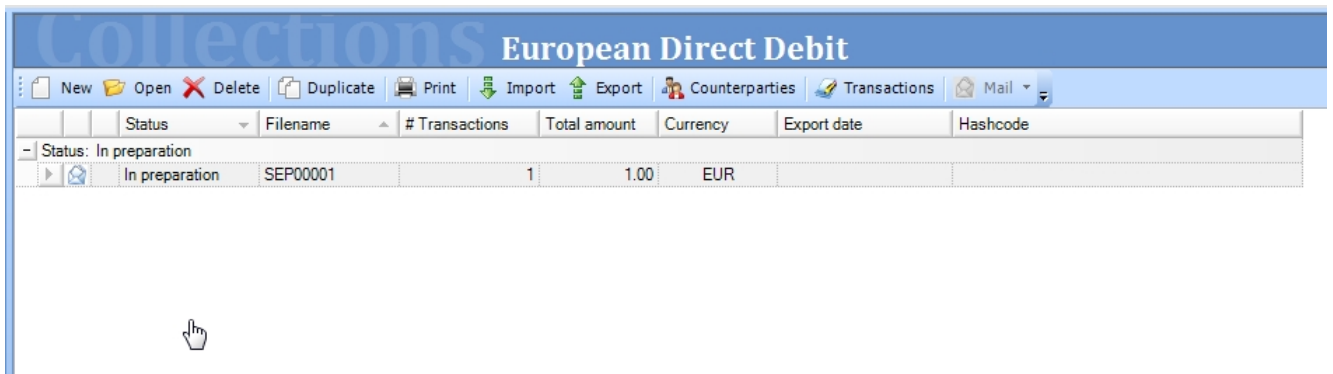 Collections
European Direct Debit
New Open Delete Duplicate Print Import Export Counterparties Transactions Mail
Status Filename # Transactions Total amount Currency Export date Hashcode
Status: In preparation
In preparation SEP00001 1 1.00 EUR